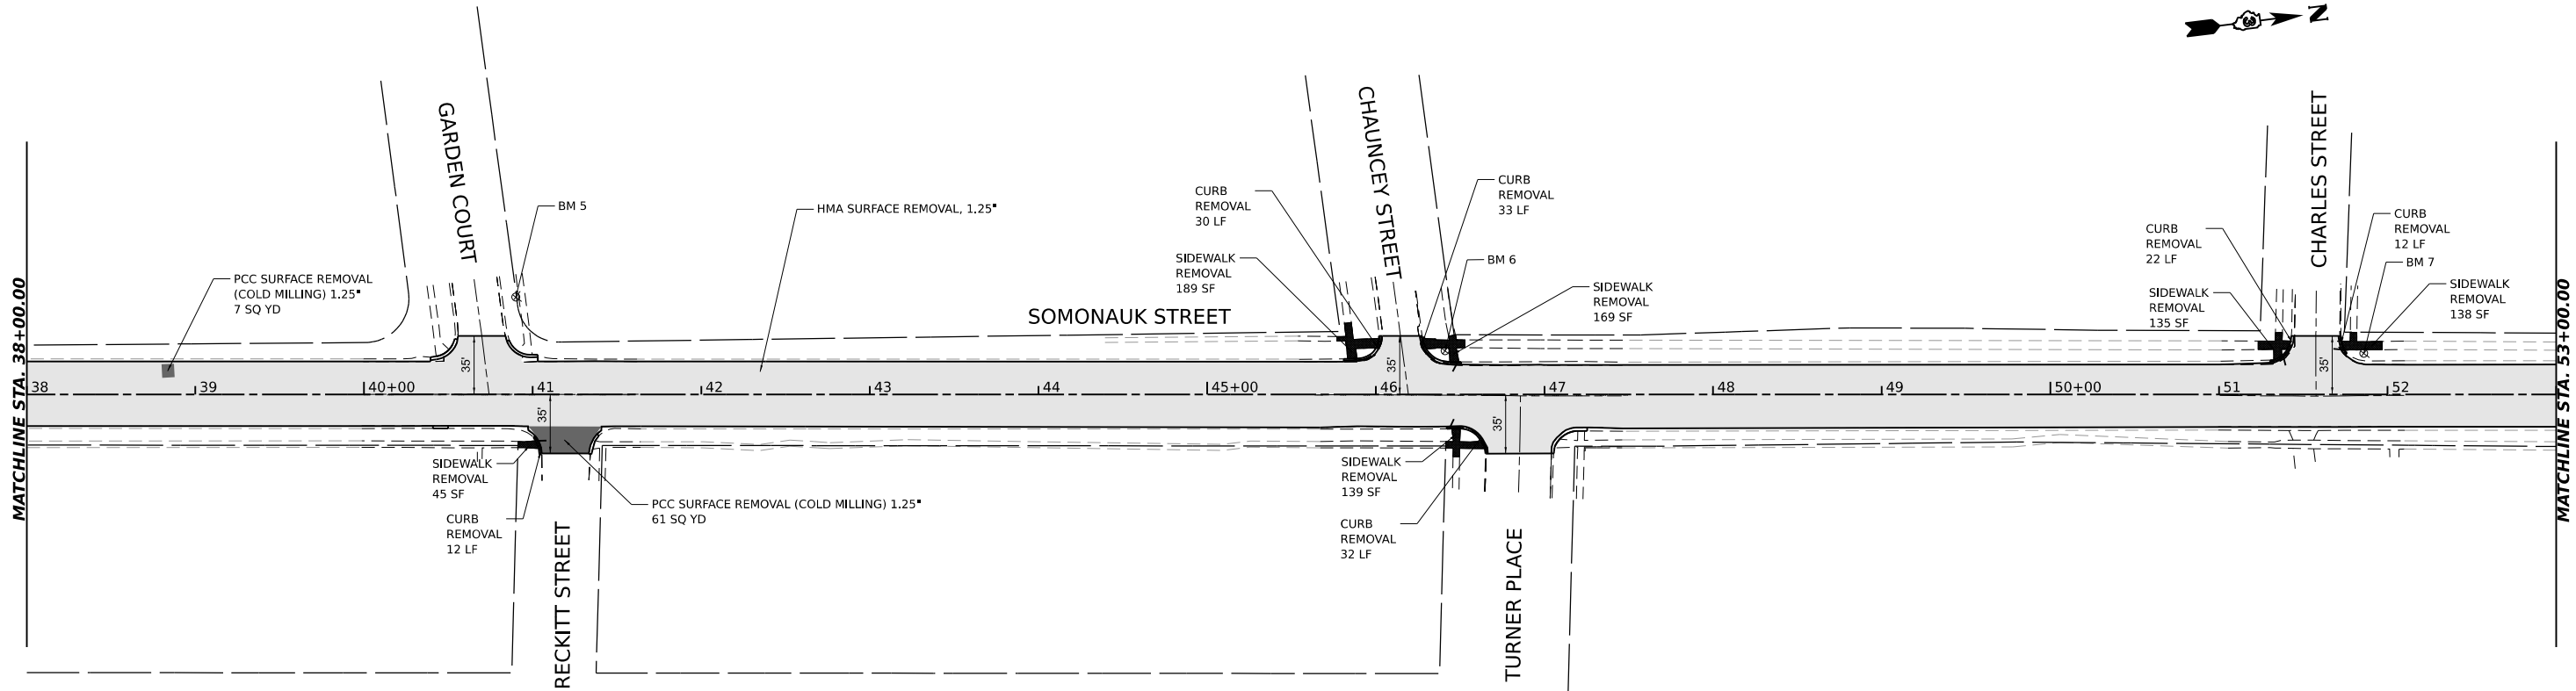 N
3
GARDEN COURT
CHAUNCEY STREET
CHARLES STREET
BM 5
HMA SURFACE REMOVAL, 1.25"
CURB
REMOVAL
30 LF
CURB
REMOVAL
33 LF
CURB
REMOVAL
22 LF
CURB
REMOVAL
12 LF
PCC SURFACE REMOVAL
(COLD MILLING) 1.25"
7 SQ YD
SIDEWALK
REMOVAL
189 SF
BM 6
SIDEWALK
REMOVAL
169 SF
SIDEWALK
REMOVAL
135 SF
BM 7
SIDEWALK
REMOVAL
138 SF
SOMONAUK STREET
MATCHLINE STA. 38+00.00
MATCHLINE STA. 53+00.00
35'
35'
35'
38
39
40+00
41
42
43
44
45+00
46
47
48
49
50+00
51
52
35'
35'
SIDEWALK
REMOVAL
45 SF
CURB
REMOVAL
12 LF
PCC SURFACE REMOVAL (COLD MILLING) 1.25"
61 SQ YD
SIDEWALK
REMOVAL
139 SF
CURB
REMOVAL
32 LF
RECKITT STREET
TURNER PLACE